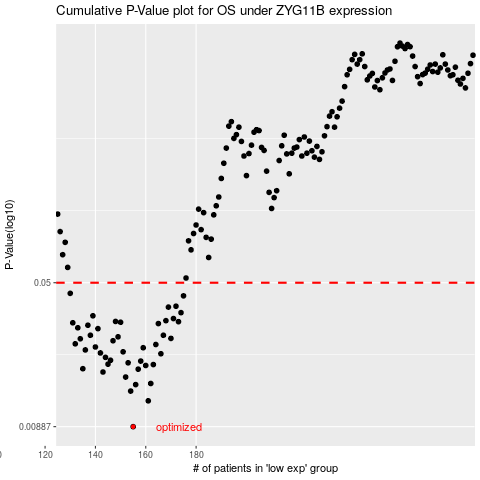 Cumulative P-Value plot for OS under ZYG11B expression
P-Value(log10)
0.05
0.00887
optimized
0 120 140 160 180
# of patients in 'low exp' group